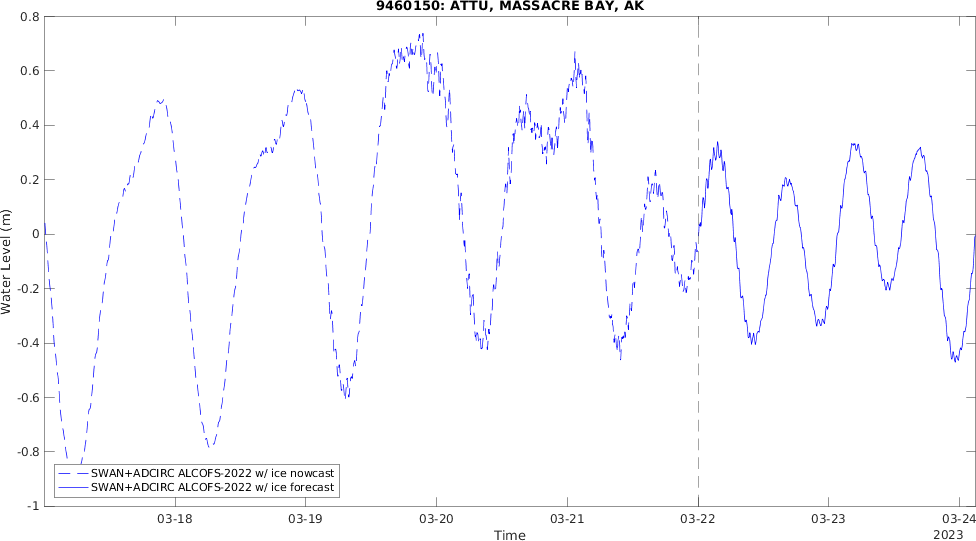 9460150: ATTU, MASSACRE BAY, AK
0.8
0.6
0.4
0.2
0
-0.2
-0.4
-0.6
-0.8
-1
Water Level (m)
SWAN+ADCIRC ALCOFS-2022 w/ ice nowcast
SWAN+ADCIRC ALCOFS-2022 w/ ice forecast
03-18 03-19 03-20 03-21 03-22 03-23 03-24
Time
2023